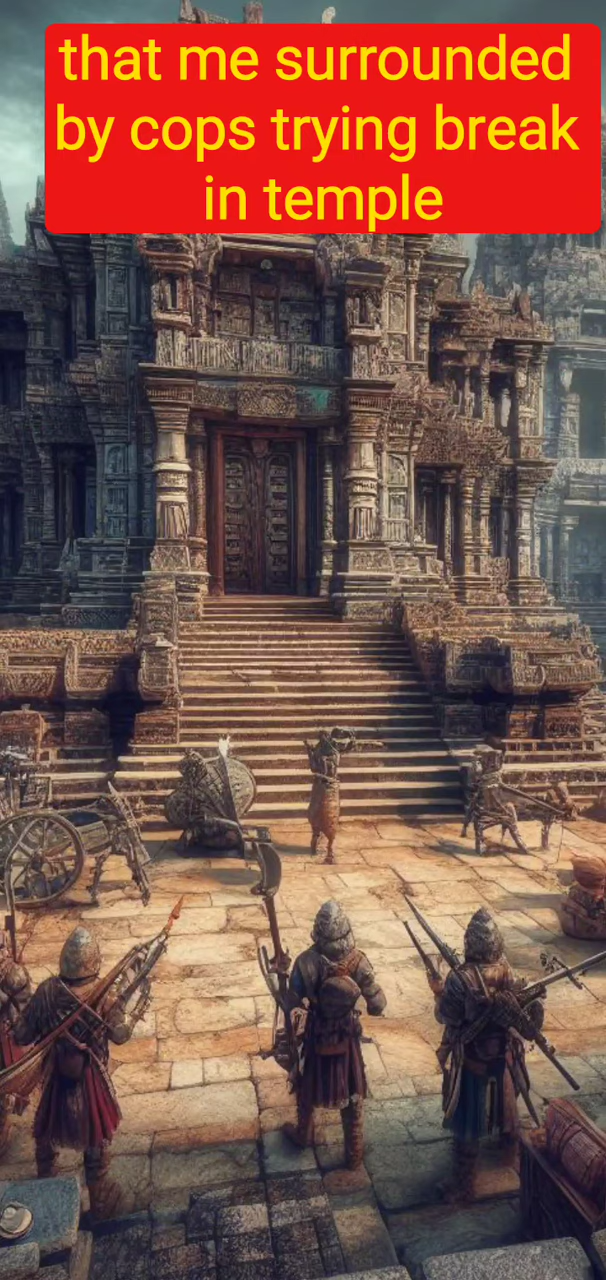 that me surrounded
by cops trying break
in temple